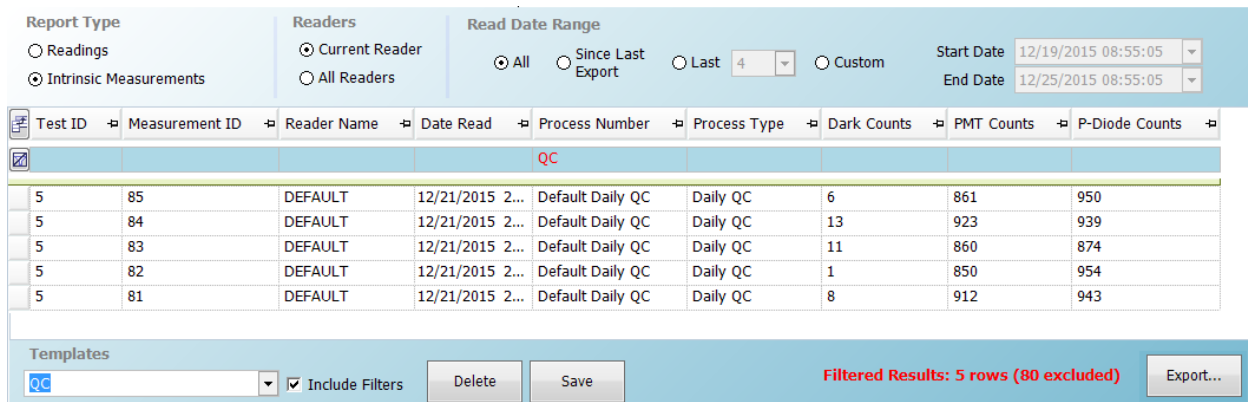 Report Type
Readings
Intrinsic Measurements
Readers
Current Reader
All Readers
Read Date Range
All
Since Last
Export
Last 4
Custom
Start Date 12/19/2015 08:55:05
End Date 12/25/2015 08:55:05
Test ID Measurement ID Reader Name Date Read Process Number Process Type Dark Counts PMT Counts P-Diode Counts
QC
5 85 DEFAULT 12/21/2015 2... Default Daily QC Daily QC 6 861 950
5 84 DEFAULT 12/21/2015 2... Default Daily QC Daily QC 13 923 939
5 83 DEFAULT 12/21/2015 2... Default Daily QC Daily QC 11 860 874
5 82 DEFAULT 12/21/2015 2... Default Daily QC Daily QC 1 850 954
5 81 DEFAULT 12/21/2015 2... Default Daily QC Daily QC 8 912 943
Templates
QC Include Filters Delete Save Filtered Results: 5 rows (80 excluded) Export...